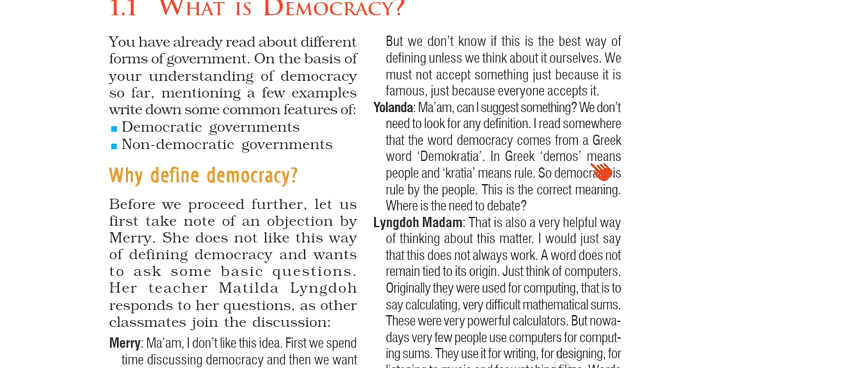 1.1 WHAT IS DEMOCRACY?
You have already read about different
forms of government. On the basis of
your understanding of democracy
so far, mentioning a few examples
write down some common features of:
Democratic governments
Non-democratic governments
Why define democracy?
Before we proceed further, let us
first take note of an objection by
Merry. She does not like this way
of defining democracy and wants
to ask some basic questions.
Her teacher Matilda Lyngdoh
responds to her questions, as other
classmates join the discussion:
Merry: Ma'am, I don't like this idea. First we spend
time discussing democracy and then we want
But we don't know if this is the best way of
defining unless we think about it ourselves. We
must not accept something just because it is
famous, just because everyone accepts it.
Yolanda: Ma'am, can I suggest something? We don't
need to look for any definition. I read somewhere
that the word democracy comes from a Greek
word 'Demokratia'. In Greek 'demos' means
people and 'kratia' means rule. So democracy is
rule by the people. This is the correct meaning.
Where is the need to debate?
Lyngdoh Madam: That is also a very helpful way
of thinking about this matter. I would just say
that this does not always work. A word does not
remain tied to its origin. Just think of computers.
Originally they were used for computing, that is to
say calculating, very difficult mathematical sums.
These were very powerful calculators. But nowa-
days very few people use computers for comput-
ing sums. They use it for writing, for designing, for
listening to music and for watching films. Words